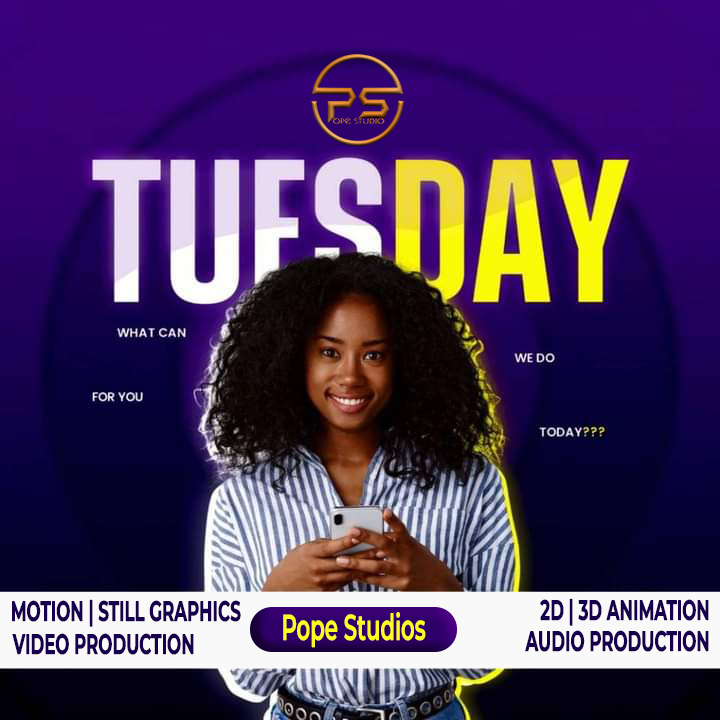 PS
OPE STUDIO
TUESDAY
WHAT CAN
WE DO
FOR YOU
TODAY???
MOTION | STILL GRAPHICS
VIDEO PRODUCTION
Pope Studios
2D | 3D ANIMATION
AUDIO PRODUCTION